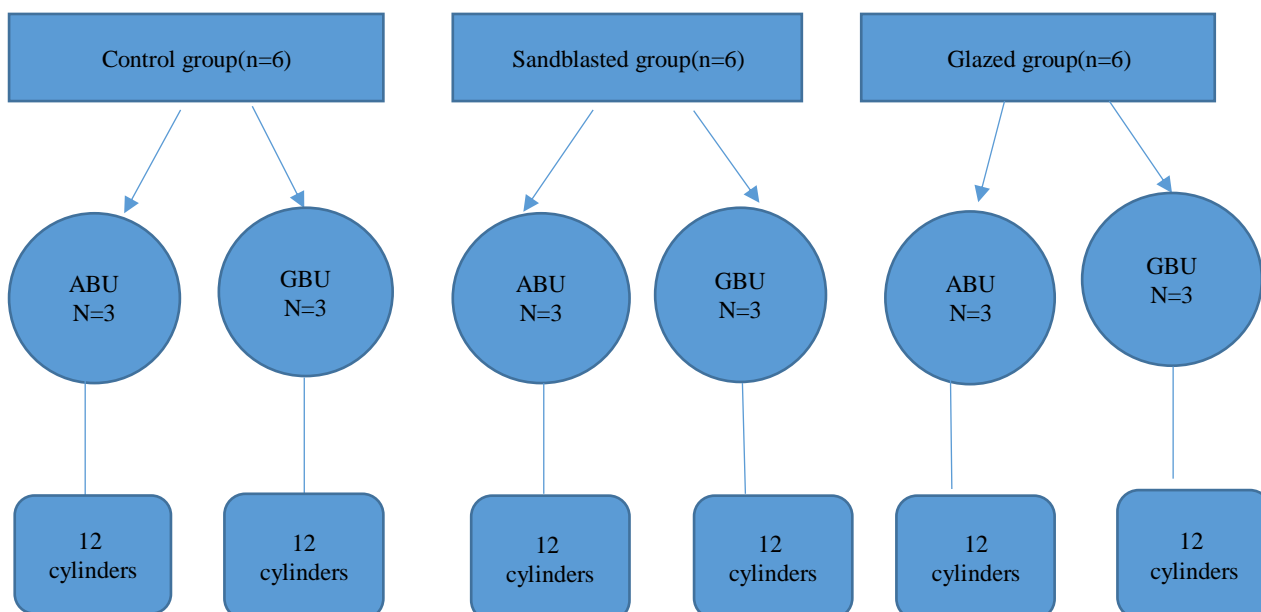 Control group(n=6)
Sandblasted group(n=6)
Glazed group(n=6)
ABU
N=3
GBU
N=3
ABU
N=3
GBU
N=3
ABU
N=3
GBU
N=3
12
cylinders
12
cylinders
12
cylinders
12
cylinders
12
cylinders
12
cylinders